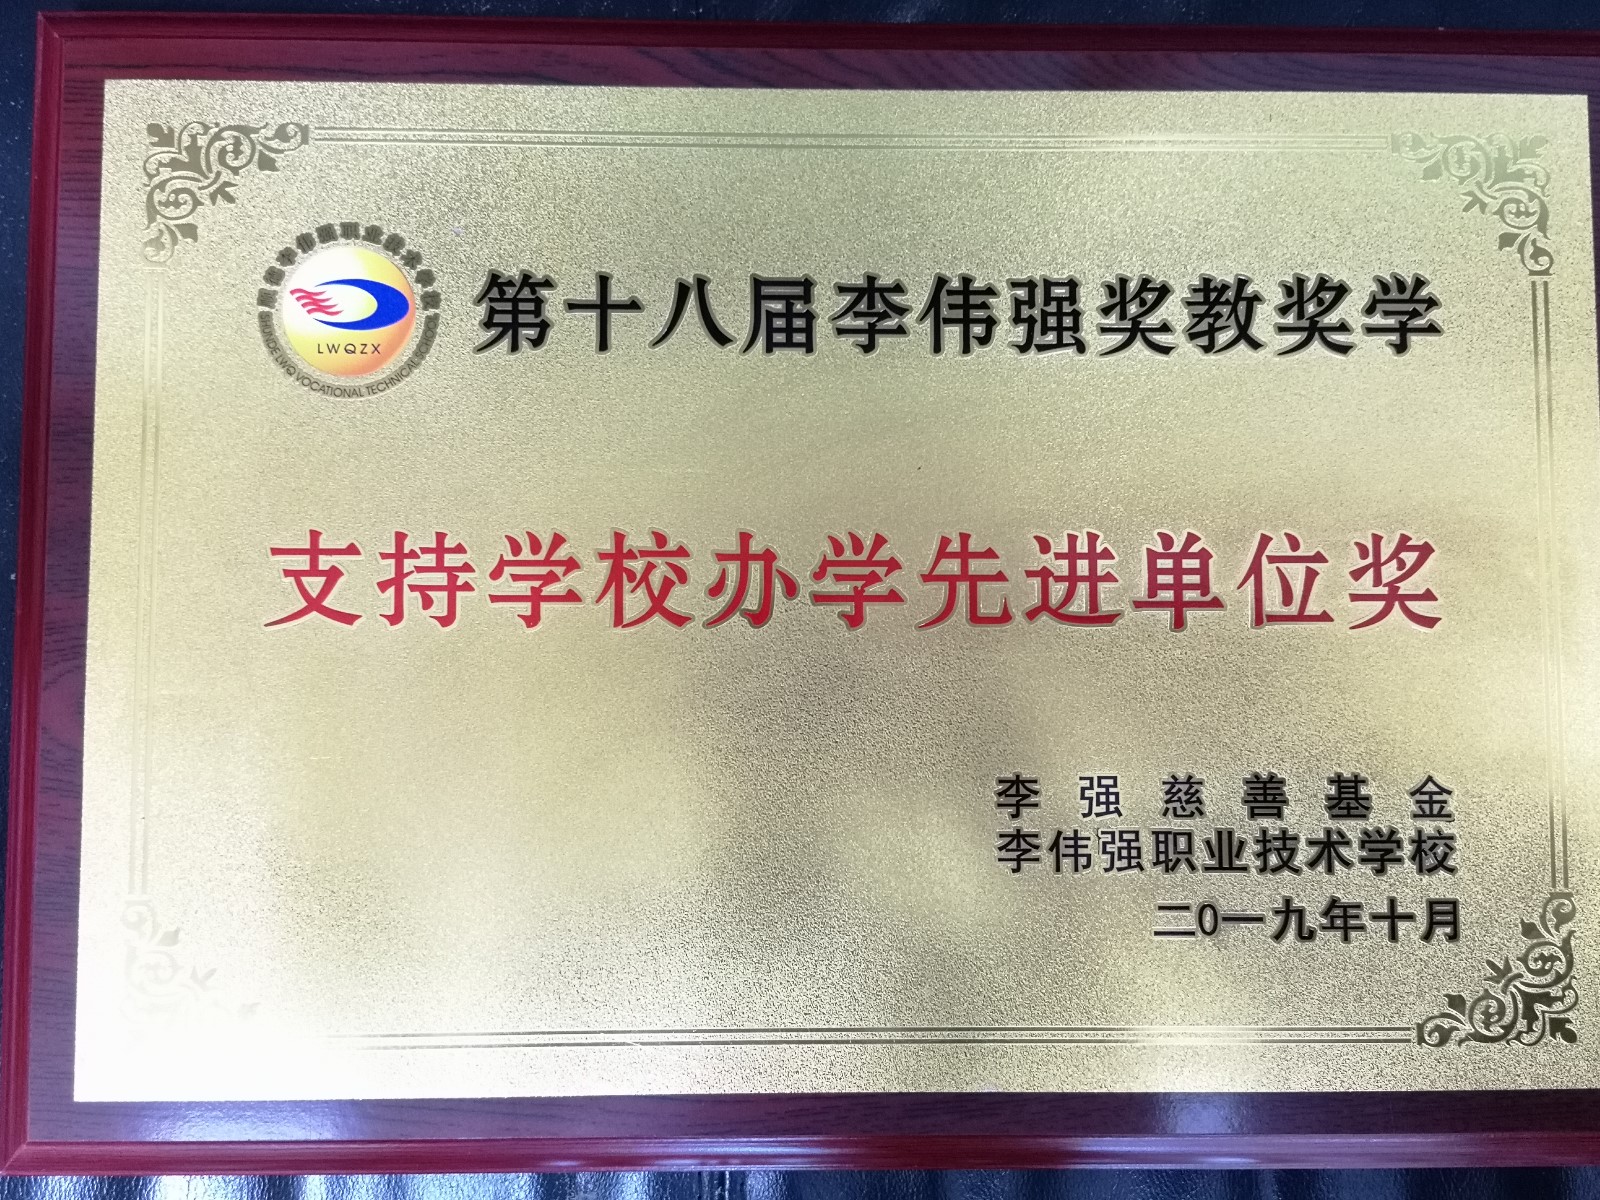 第十八届李伟强奖教奖学
LWQZX
支持学校办学先进单位奖
李强慈善基金
李伟强职业技术学校
二0一九年十月